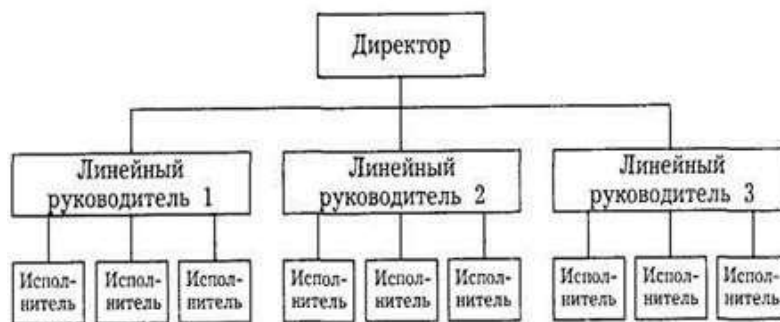 Директор
Линейный
руководитель 1
Линейный
руководитель 2
Линейный
руководитель 3
Испол-
нитель
Испол-
нитель
Испол-
нитель
Испол-
нитель
Испол-
нитель
Испол-
нитель
Испол-
нитель
Испол-
нитель
Испол-
нитель